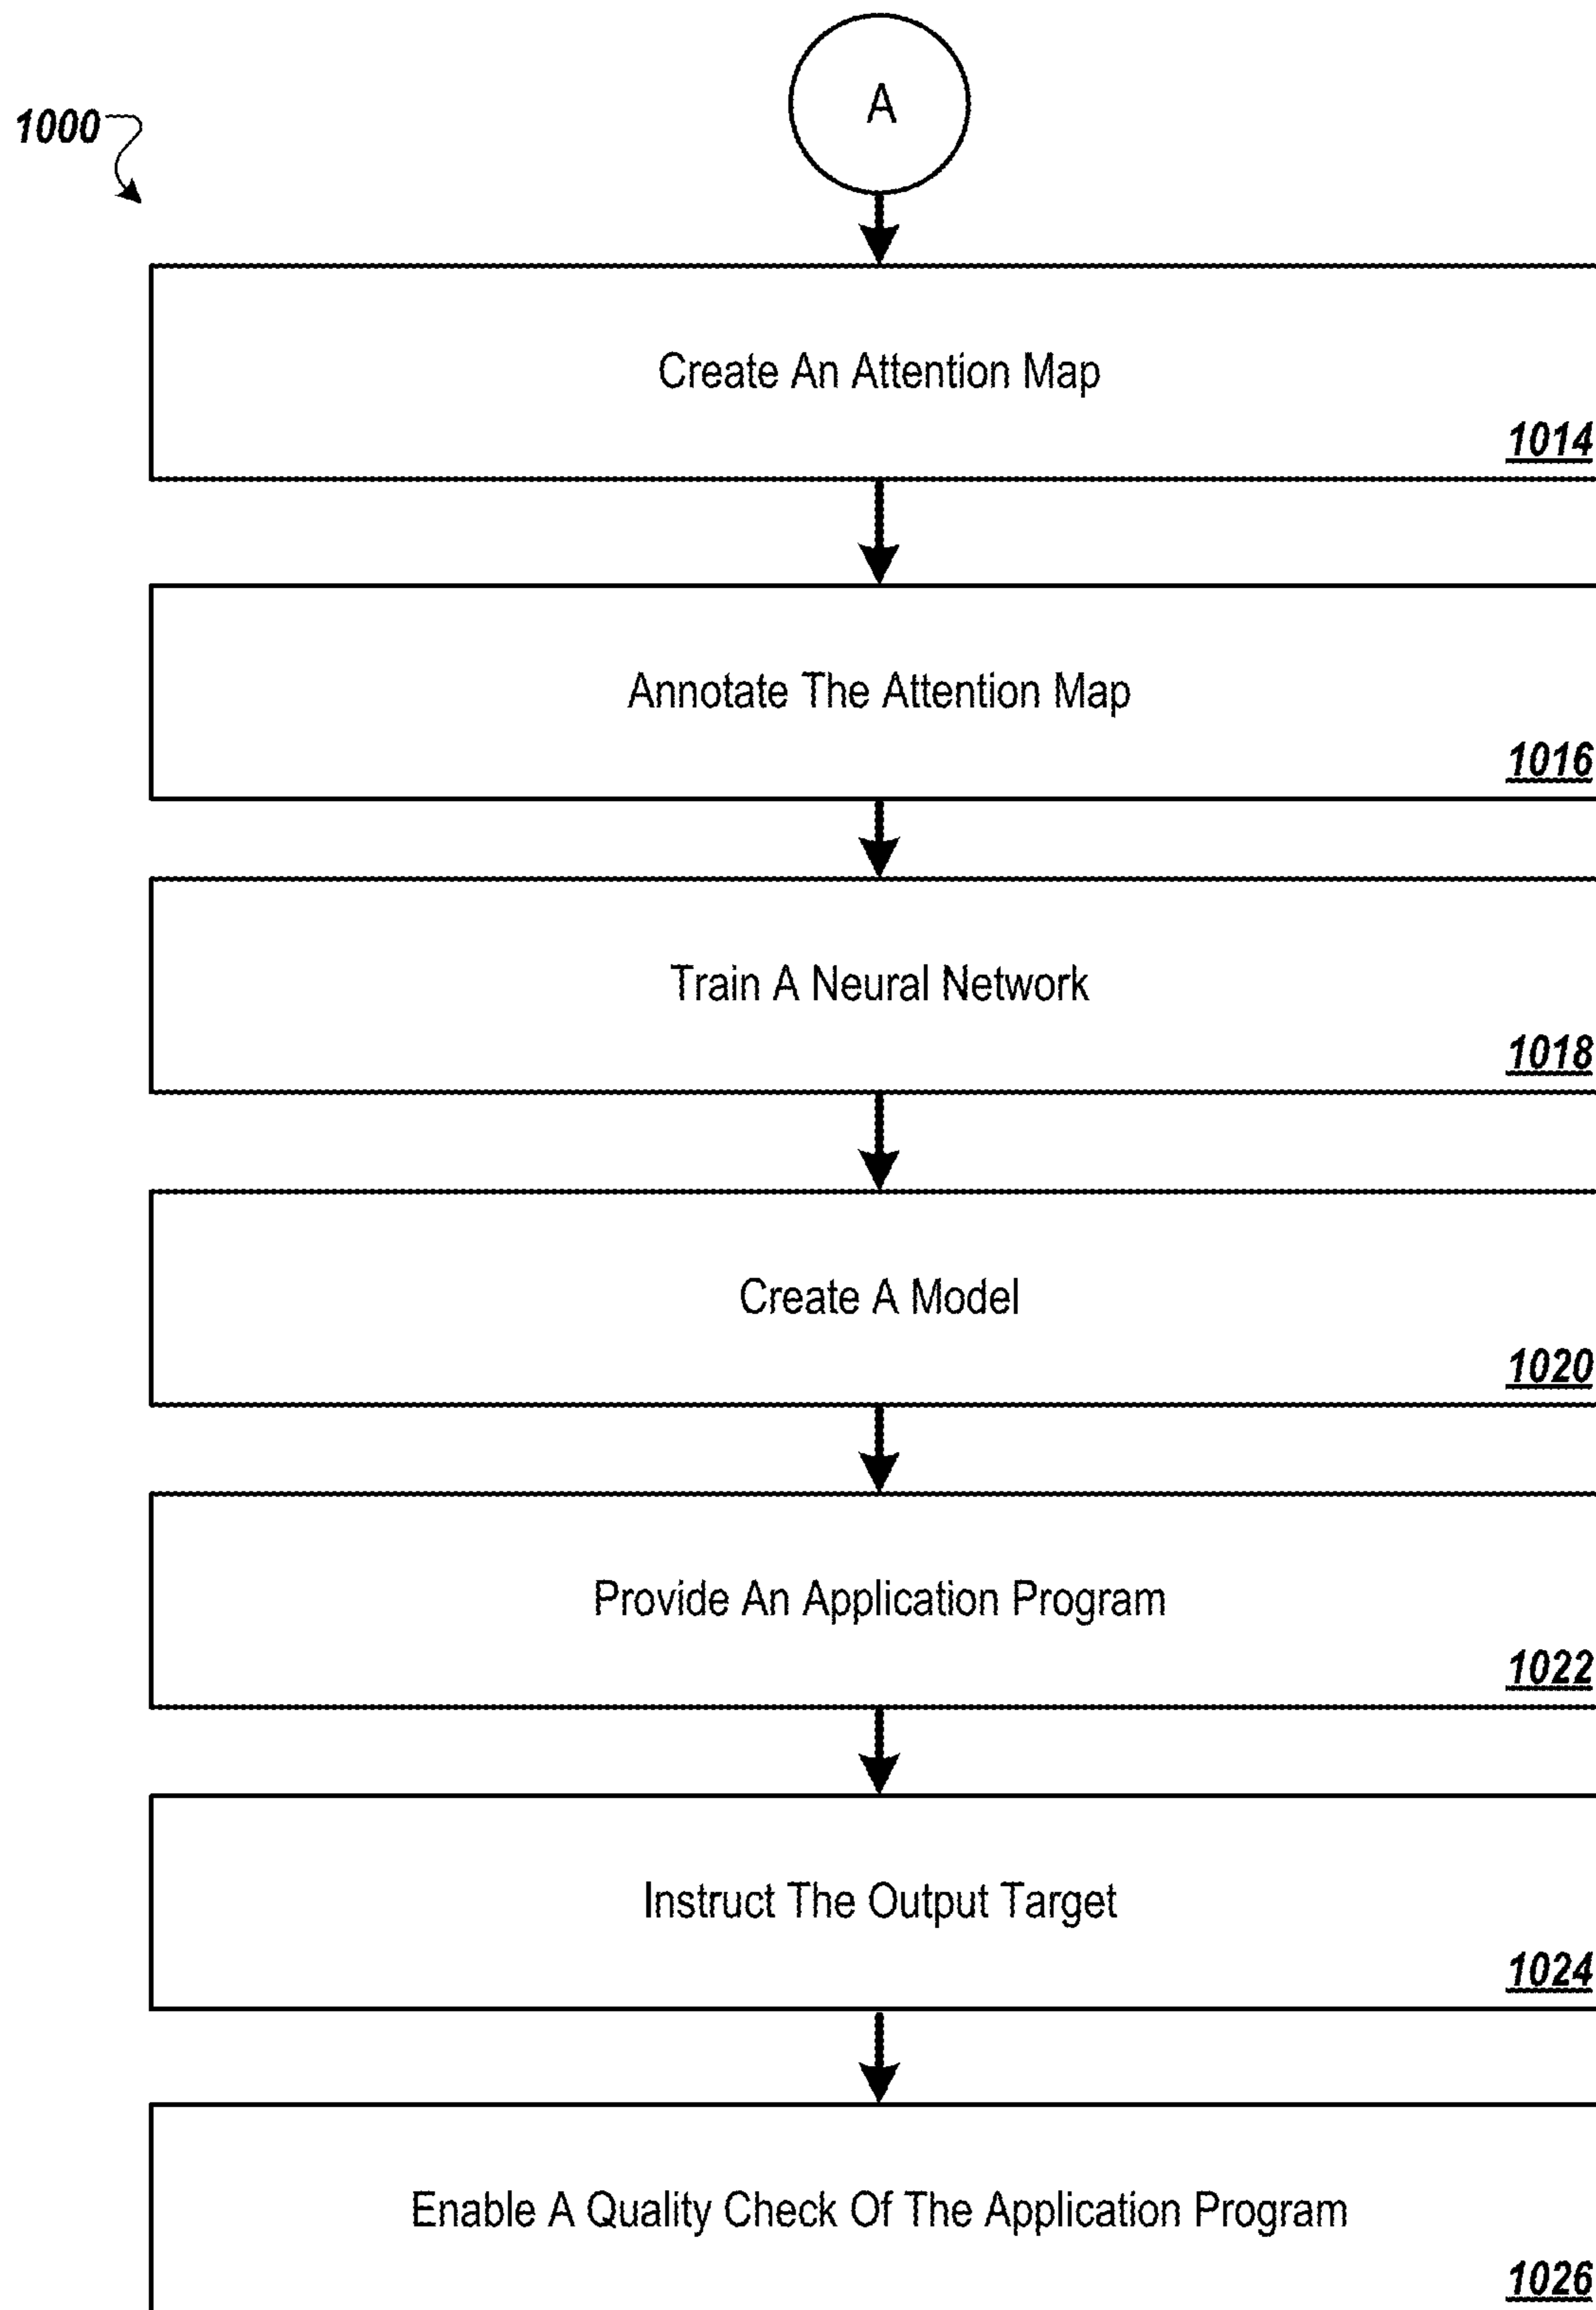 A
1000
Create An Attention Map
1014
Annotate The Attention Map
1016
Train A Neural Network
1018
Create A Model
1020
Provide An Application Program
1022
Instruct The Output Target
1024
Enable A Quality Check Of The Application Program
1026